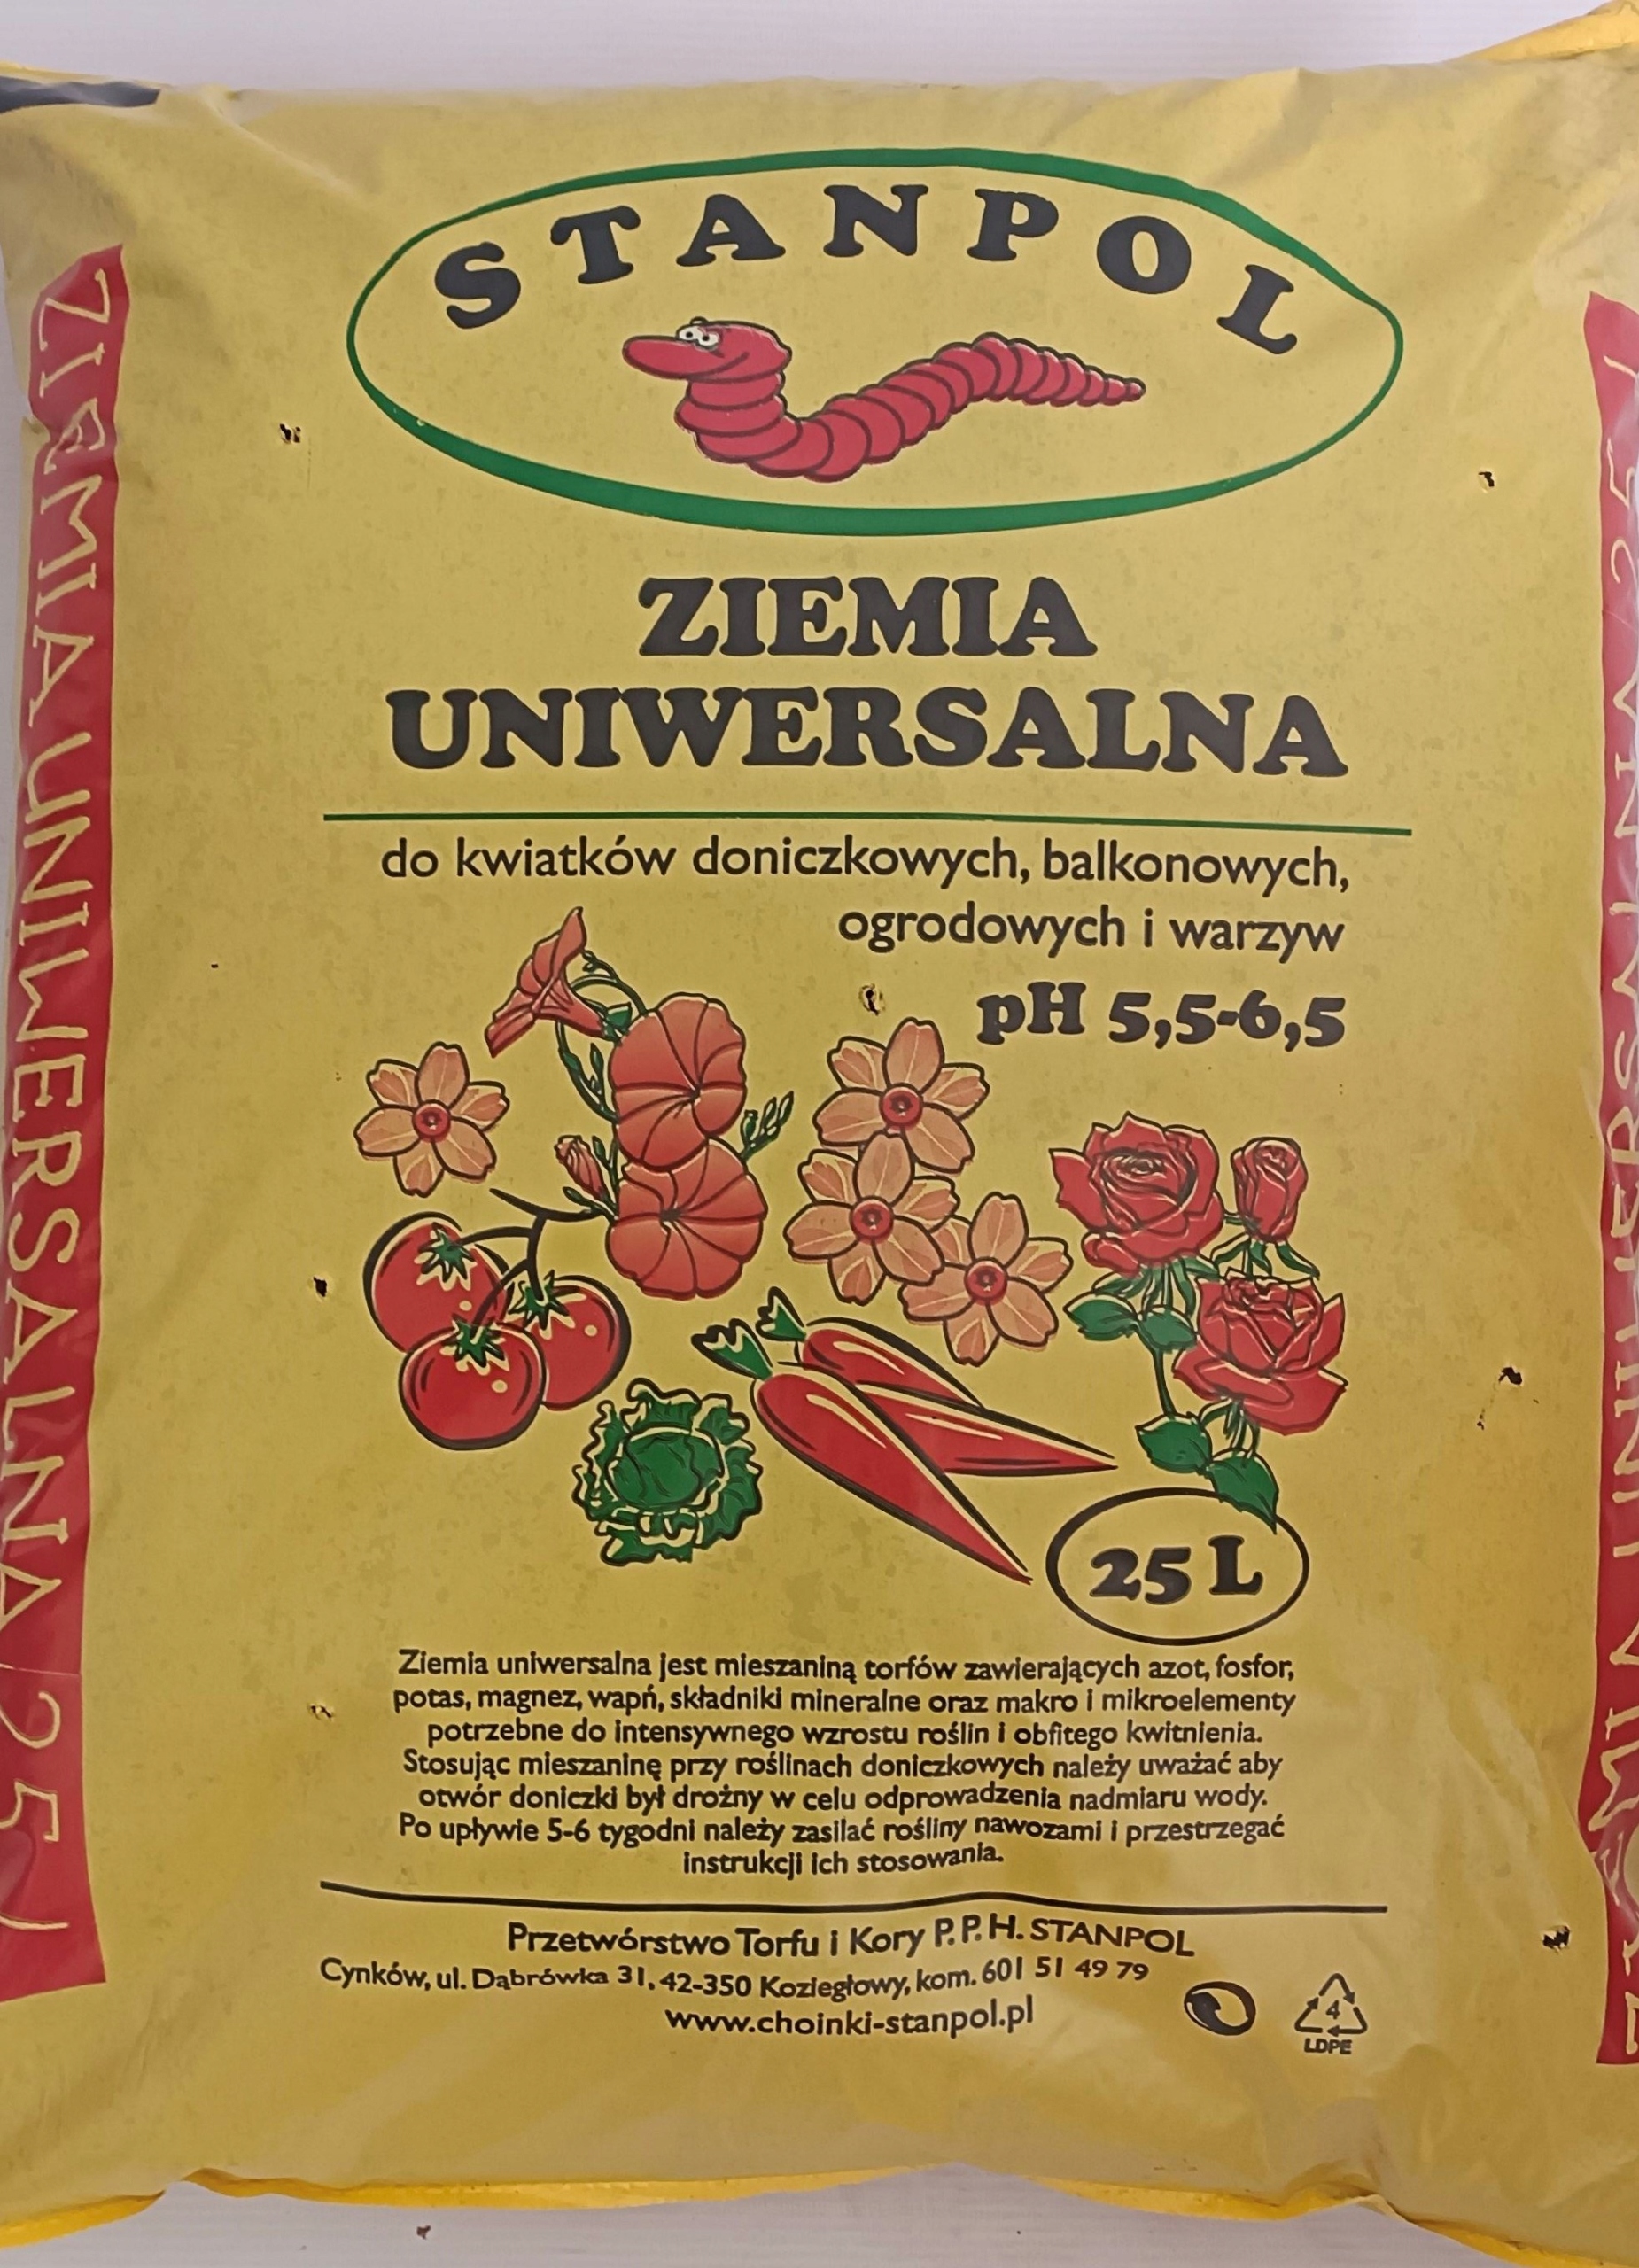 STANPOL
ZIEMIA
UNIWERSALNA
do kwiatków doniczkowych, balkonowych,
ogrodowych i warzyw
pH 5,5-6,5
25 L
Ziemia uniwersalna jest mieszaniną torfów zawierających azot, fosfor,
potas, magnez, wapń, składniki mineralne oraz makro i mikroelementy
potrzebne do intensywnego wzrostu roślin i obfitego kwitnienia.
Stosując mieszaninę przy roślinach doniczkowych należy uważać aby
otwór doniczki był drożny w celu odprowadzenia nadmiaru wody.
Po upływie 5-6 tygodni należy zasilać rośliny nawozami i przestrzegać
instrukcji ich stosowania.
Przetwórstwo Torfu i Kory P.P.H. STANPOL
Cynków, ul. Dąbrówka 31, 42-350 Koziegłowy, kom. 601 51 49 79
www.choinki-stanpol.pl
4
LDPE
ZIEMIA UNIWERSALNA 25 l